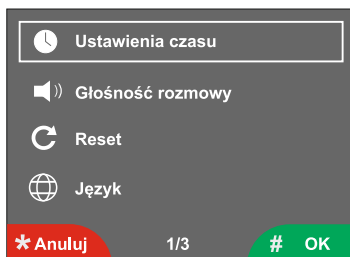 Ustawienia czasu
Głośność rozmowy
Reset
Język
* Anuluj 1/3 # OK